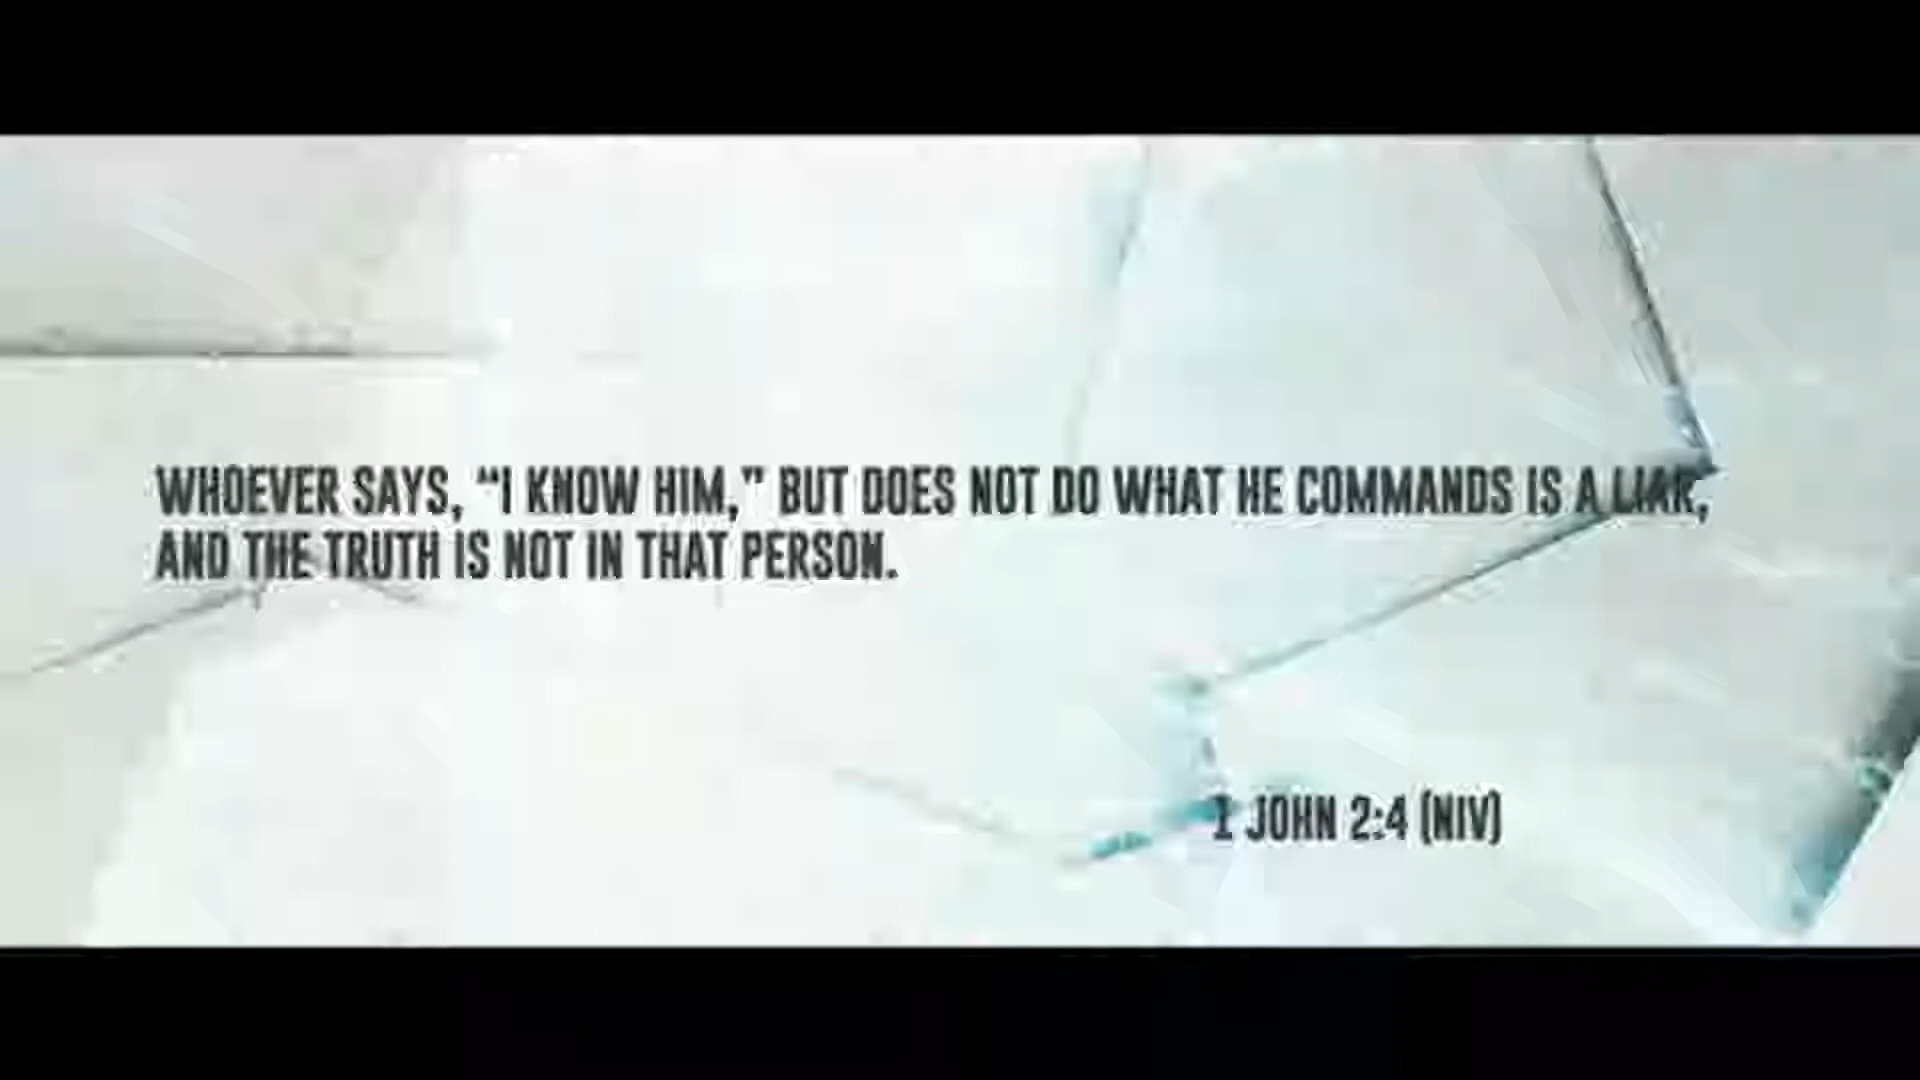 WHOEVER SAYS, “I KNOW HIM,” BUT DOES NOT DO WHAT HE COMMANDS IS A LIAR,
AND THE TRUTH IS NOT IN THAT PERSON.
1 JOHN 2:4 (NIV)